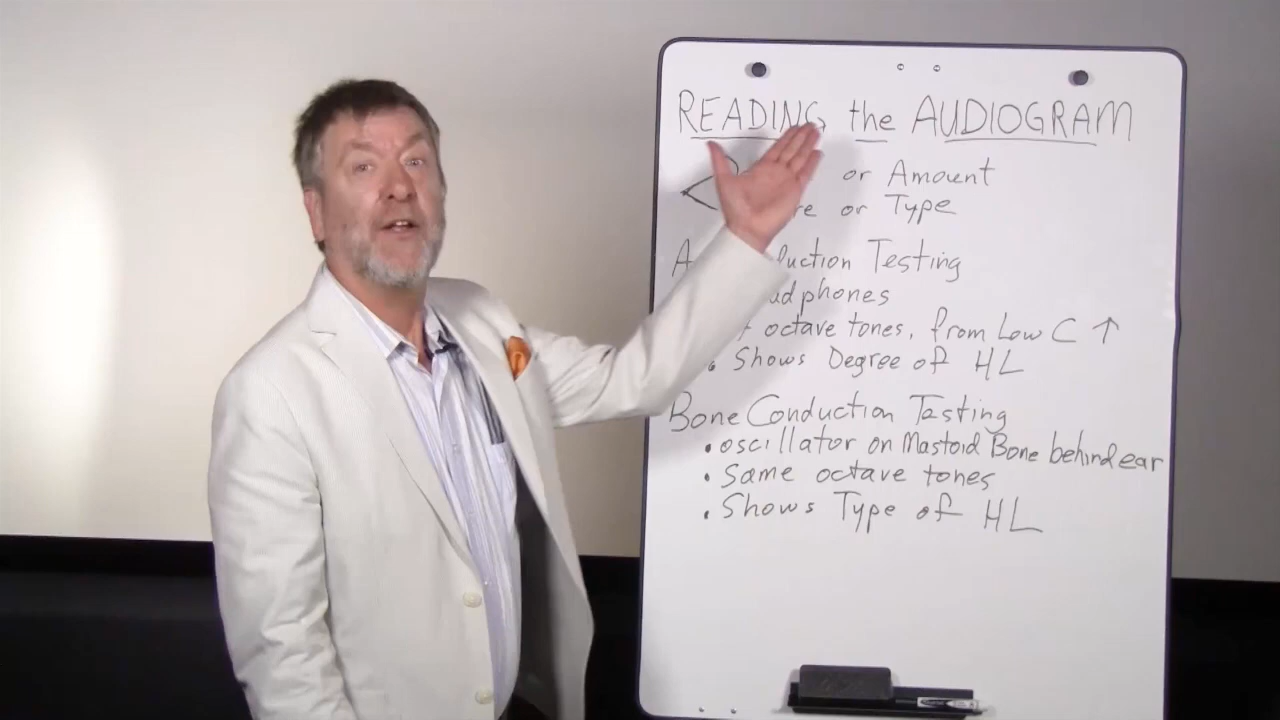 READING the AUDIOGRAM
or Amount
or Type
Testing
octave tones, from Low C ↑
• Shows Degree of HL
Bone Conduction Testing
• oscillator on Mastoid Bone behind ear
• Same octave tones
• Shows Type of HL